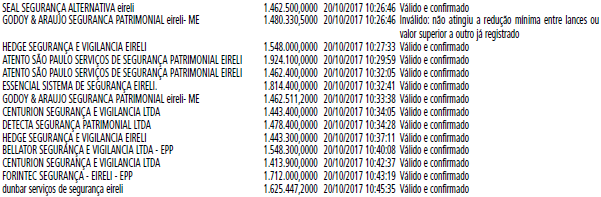 SEAL SEGURANÇA ALTERNATIVA eireli 1.462.500,0000 20/10/2017 10:26:46 Válido e confirmado
GODOY & ARAUJO SEGURANCA PATRIMONIAL eireli- ME 1.480.330,5000 20/10/2017 10:26:46 Inválido: não atingiu a redução mínima entre lances ou
valor superior a outro já registrado
HEDGE SEGURANÇA E VIGILANCIA EIRELI 1.548.000,0000 20/10/2017 10:27:33 Válido e confirmado
ATENTO SÃO PAULO SERVIÇOS DE SEGURANÇA PATRIMONIAL EIRELI 1.924.100,0000 20/10/2017 10:29:59 Válido e confirmado
ATENTO SÃO PAULO SERVIÇOS DE SEGURANÇA PATRIMONIAL EIRELI 1.462.400,0000 20/10/2017 10:32:05 Válido e confirmado
ESSENCIAL SISTEMA DE SEGURANÇA EIRELI. 1.814.400,0000 20/10/2017 10:32:41 Válido e confirmado
GODOY & ARAUJO SEGURANCA PATRIMONIAL eireli- ME 1.462.511,2000 20/10/2017 10:33:38 Válido e confirmado
CENTURION SEGURANÇA E VIGILANCIA LTDA 1.443.400,0000 20/10/2017 10:34:05 Válido e confirmado
DETECTA SEGURANÇA PATRIMONIAL LTDA 1.478.400,0000 20/10/2017 10:34:28 Válido e confirmado
HEDGE SEGURANÇA E VIGILANCIA EIRELI 1.443.300,0000 20/10/2017 10:37:11 Válido e confirmado
BELLATOR SEGURANÇA E VIGILANCIA LTDA - EPP 1.548.300,0000 20/10/2017 10:40:08 Válido e confirmado
CENTURION SEGURANÇA E VIGILANCIA LTDA 1.413.900,0000 20/10/2017 10:42:37 Válido e confirmado
FORINTEC SEGURANÇA - EIRELI - EPP 1.712.000,0000 20/10/2017 10:43:19 Válido e confirmado
dunbar serviços de segurança eireli 1.625.447,2000 20/10/2017 10:45:35 Válido e confirmado